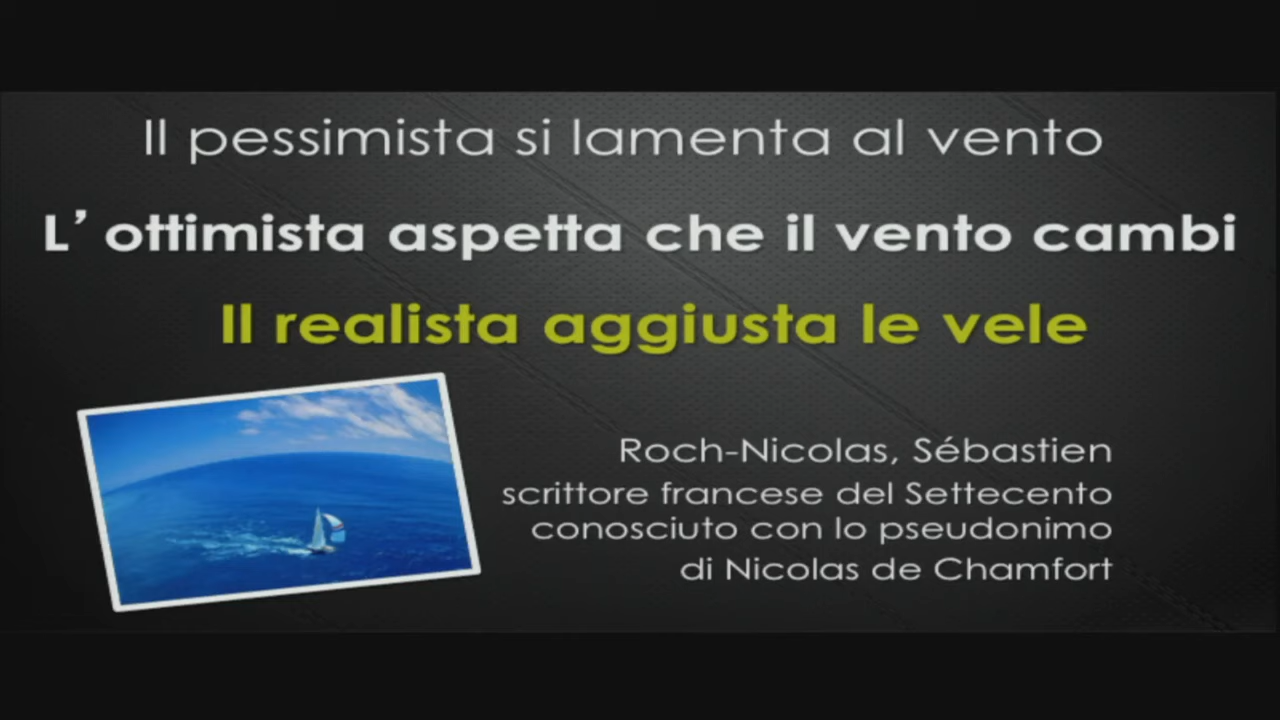 Il pessimista si lamenta al vento
L’ ottimista aspetta che il vento cambi
Il realista aggiusta le vele
Roch-Nicolas, Sébastien
scrittore francese del Settecento
conosciuto con lo pseudonimo
di Nicolas de Chamfort